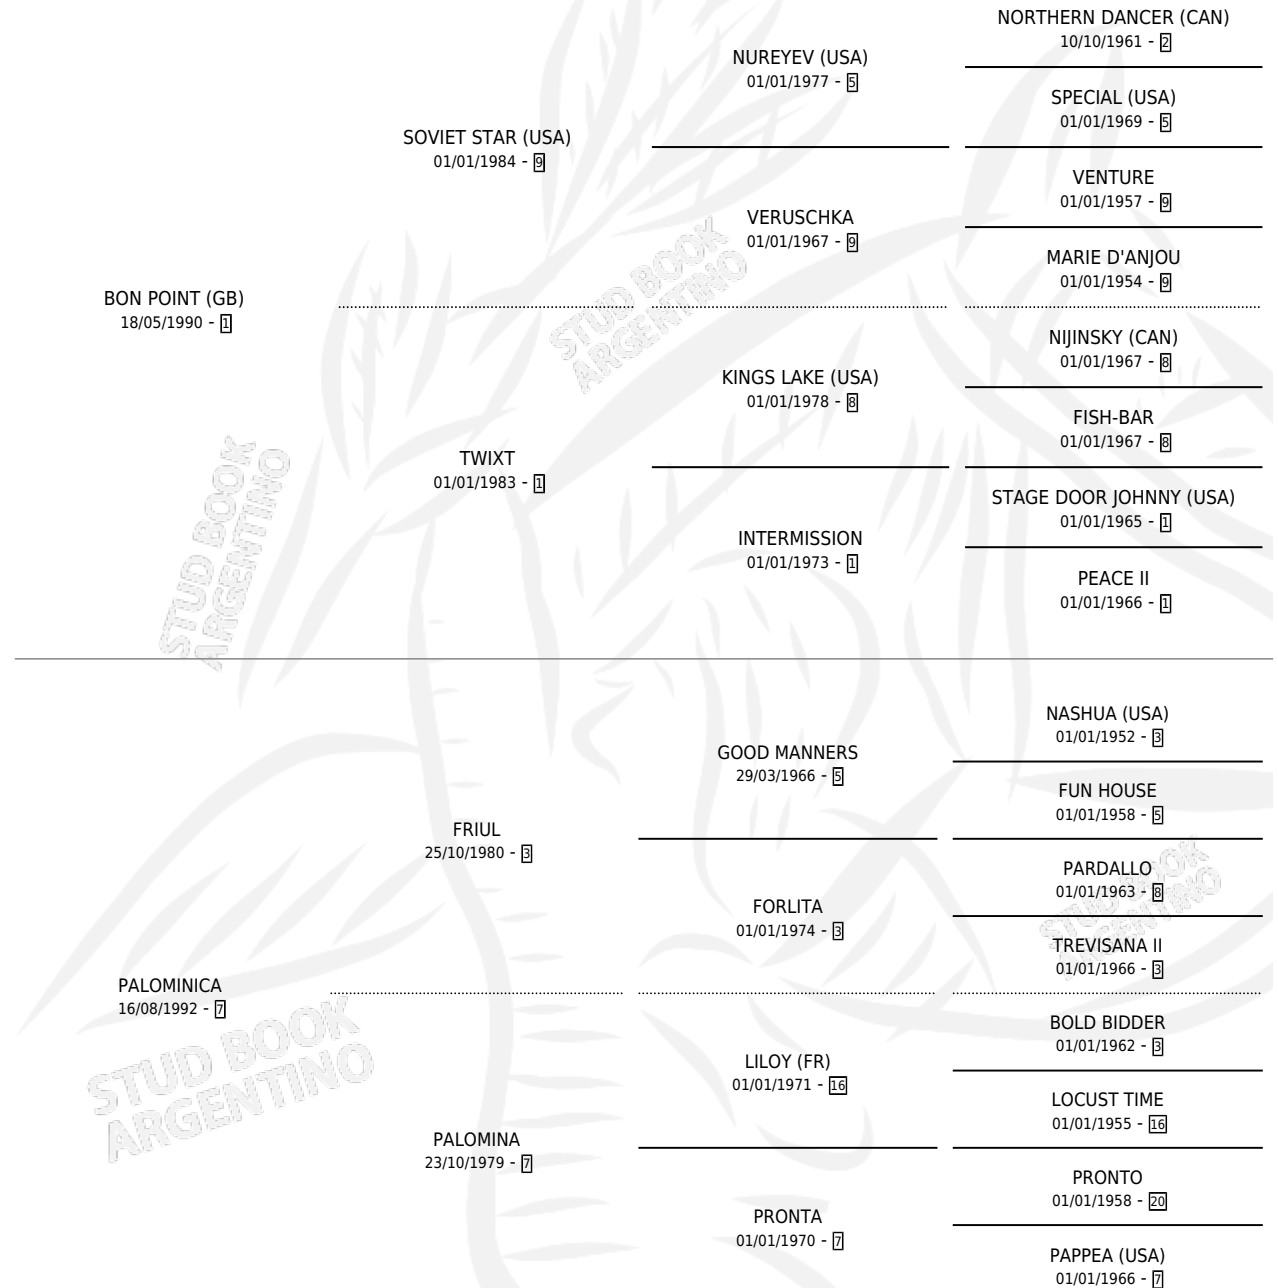 NORTHERN DANCER (CAN)
10/10/1961 - 2
NUREYEV (USA)
01/01/1977 - 5
SPECIAL (USA)
01/01/1969 - 5
SOVIET STAR (USA)
01/01/1984 - 9
VENTURE
01/01/1957 - 9
VERUSCHKA
01/01/1967 - 9
MARIE D'ANJOU
01/01/1954 - 9
BON POINT (GB)
18/05/1990 - 1
NIJINSKY (CAN)
01/01/1967 - 8
KINGS LAKE (USA)
01/01/1978 - 8
FISH-BAR
01/01/1967 - 8
TWIXT
01/01/1983 - 1
STAGE DOOR JOHNNY (USA)
01/01/1965 - 1
INTERMISSION
01/01/1973 - 1
PEACE II
01/01/1966 - 1
NASHUA (USA)
01/01/1952 - 3
GOOD MANNERS
29/03/1966 - 5
FUN HOUSE
01/01/1958 - 5
FRIUL
25/10/1980 - 3
PARDALLO
01/01/1963 - 8
FORLITA
01/01/1974 - 3
TREVISANA II
01/01/1966 - 3
PALOMINICA
16/08/1992 - 7
BOLD BIDDER
01/01/1962 - 3
LILOY (FR)
01/01/1971 - 16
LOCUST TIME
01/01/1955 - 16
PALOMINA
23/10/1979 - 7
PRONTO
01/01/1958 - 20
PRONTA
01/01/1970 - 7
PAPPEA (USA)
01/01/1966 - 7
STUD BOOK
ARGENTINO
STUD BOOK
ARGENTINO
STUD BOOK
ARGENTINO
STUD BOOK
ARGENTINO